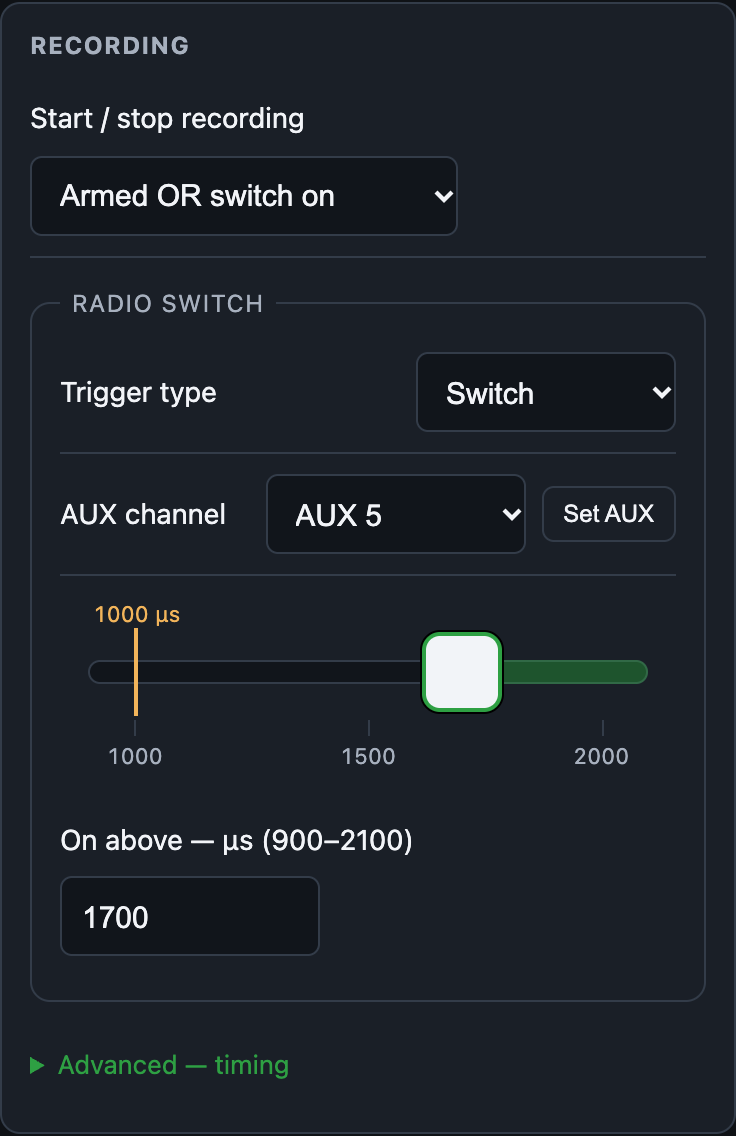 RECORDING
Start / stop recording
Armed OR switch on
RADIO SWITCH
Trigger type
Switch
AUX channel
AUX 5
Set AUX
1000 µs
1000
1500
2000
On above — µs (900–2100)
1700
Advanced — timing